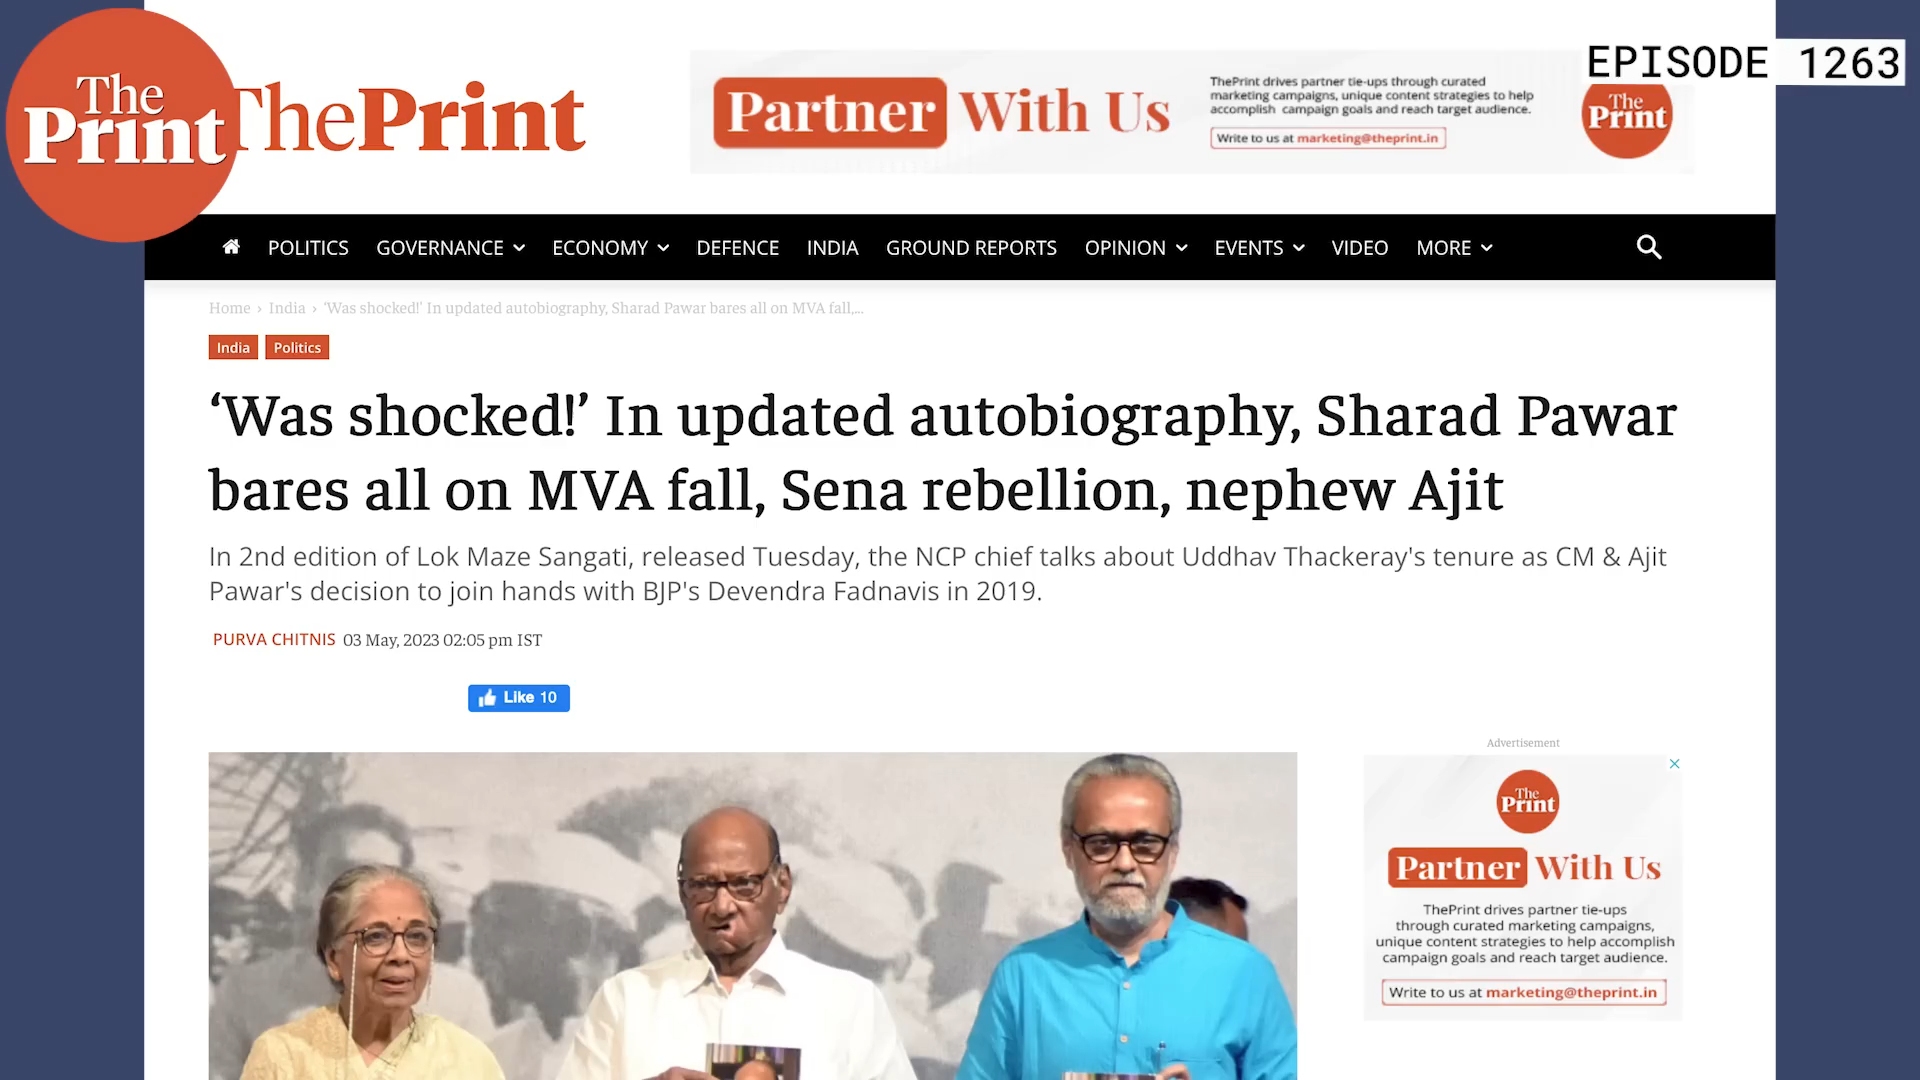 The
Print
ThePrint
Partner With Us
ThePrint drives partner tie-ups through curated
marketing campaigns, unique content strategies to help
accomplish campaign goals and reach target audience.
Write to us at marketing@theprint.in
The
Print
EPISODE 1263
POLITICS GOVERNANCE ECONOMY DEFENCE INDIA GROUND REPORTS OPINION EVENTS VIDEO MORE
Home › India › ‘Was shocked!’ In updated autobiography, Sharad Pawar bares all on MVA fall,...
India Politics
‘Was shocked!’ In updated autobiography, Sharad Pawar
bares all on MVA fall, Sena rebellion, nephew Ajit
In 2nd edition of Lok Maze Sangati, released Tuesday, the NCP chief talks about Uddhav Thackeray's tenure as CM & Ajit
Pawar's decision to join hands with BJP's Devendra Fadnavis in 2019.
PURVA CHITNIS 03 May, 2023 02:05 pm IST
Like 10
Advertisement
The
Print
Partner With Us
ThePrint drives partner tie-ups
through curated marketing campaigns,
unique content strategies to help accomplish
campaign goals and reach target audience.
Write to us at marketing@theprint.in